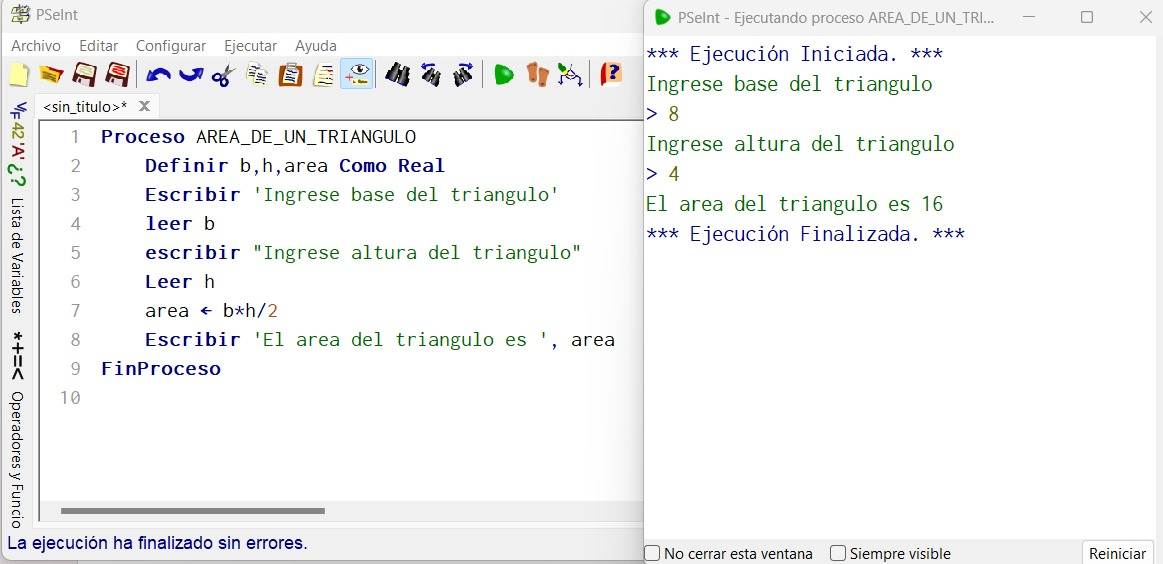 PSeInt
Archivo Editar Configurar Ejecutar Ayuda
<sin_titulo>*
1 Proceso AREA_DE_UN_TRIANGULO
2 Definir b,h,area Como Real
3 Escribir 'Ingrese base del triangulo'
4 leer b
5 escribir "Ingrese altura del triangulo"
6 Leer h
7 area ← b*h/2
8 Escribir 'El area del triangulo es ', area
9 FinProceso
10
VF 42 'A' ¿?
Lista de Variables
*+=<
Operadores y Funcio
La ejecución ha finalizado sin errores.
PSeInt - Ejecutando proceso AREA_DE_UN_TRI...
*** Ejecución Iniciada. ***
Ingrese base del triangulo
> 8
Ingrese altura del triangulo
> 4
El area del triangulo es 16
*** Ejecución Finalizada. ***
No cerrar esta ventana Siempre visible Reiniciar